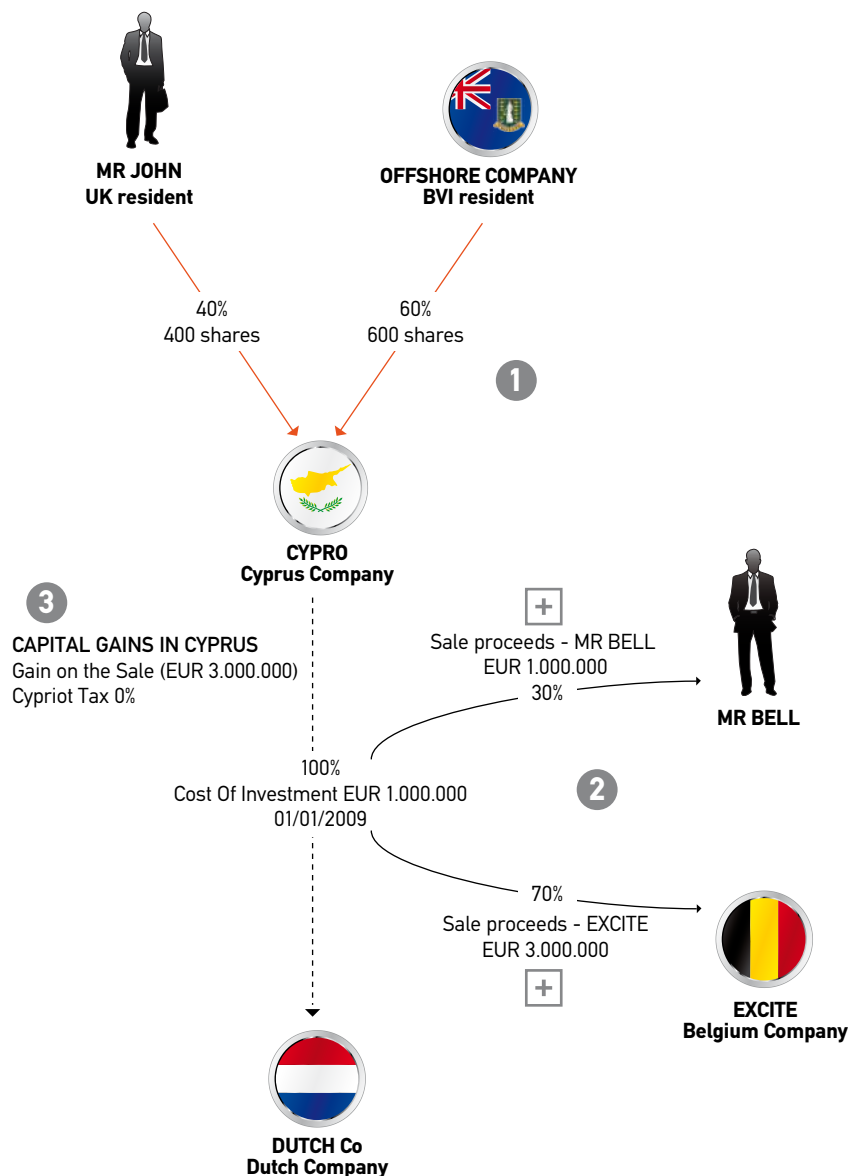 MR JOHN
UK resident
OFFSHORE COMPANY
BVI resident
40%
400 shares
60%
600 shares
1
CYPRO
Cyprus Company
3
CAPITAL GAINS IN CYPRUS
Gain on the Sale (EUR 3.000.000)
Cypriot Tax 0%
+
Sale proceeds - MR BELL
EUR 1.000.000
30%
MR BELL
100%
Cost Of Investment EUR 1.000.000
01/01/2009
2
70%
Sale proceeds - EXCITE
EUR 3.000.000
+
EXCITE
Belgium Company
DUTCH Co
Dutch Company